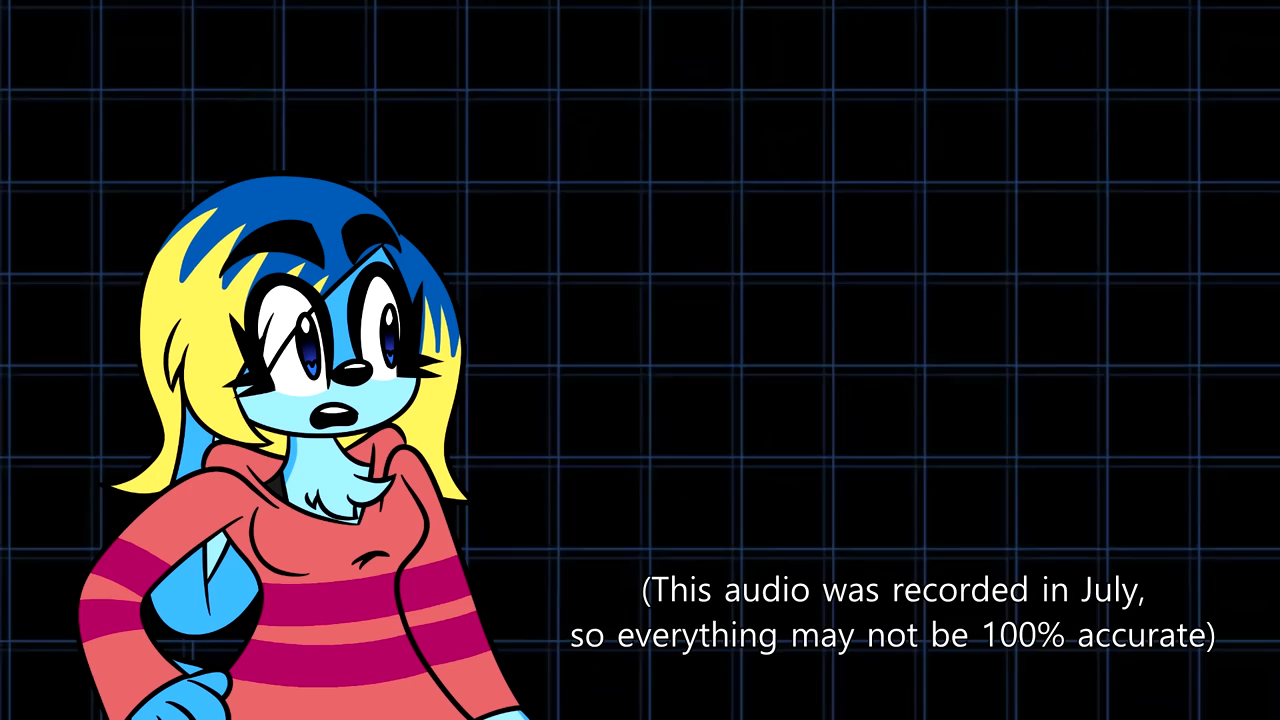 (This audio was recorded in July,
so everything may not be 100% accurate)